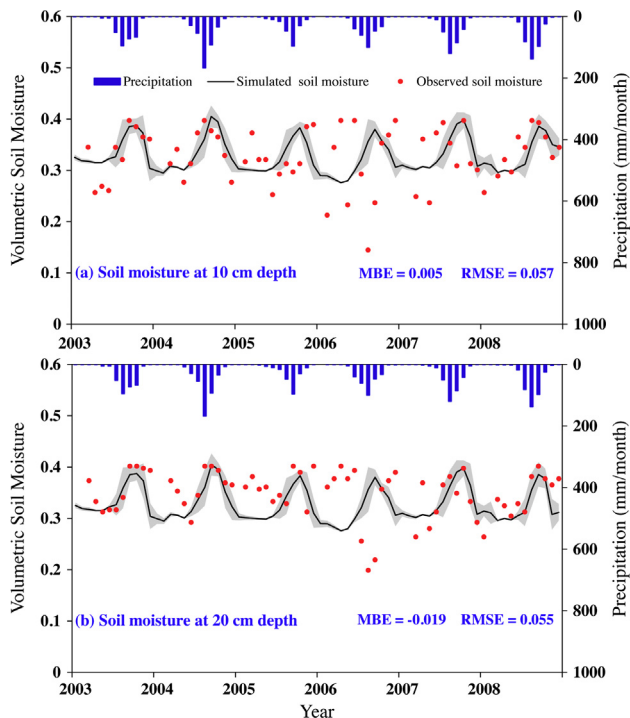 0.6 0
Precipitation Simulated soil moisture Observed soil moisture
0.5 200
0.4 400
0.3 600
0.2 800
(a) Soil moisture at 10 cm depth MBE = 0.005 RMSE = 0.057
0.1
0 1000
2003 2004 2005 2006 2007 2008
Volumetric Soil Moisture
Precipitation (mm/month)
0.6 0
0.5 200
0.4 400
0.3 600
0.2 800
(b) Soil moisture at 20 cm depth MBE = -0.019 RMSE = 0.055
0.1
0 1000
2003 2004 2005 2006 2007 2008
Volumetric Soil Moisture
Precipitation (mm/month)
Year